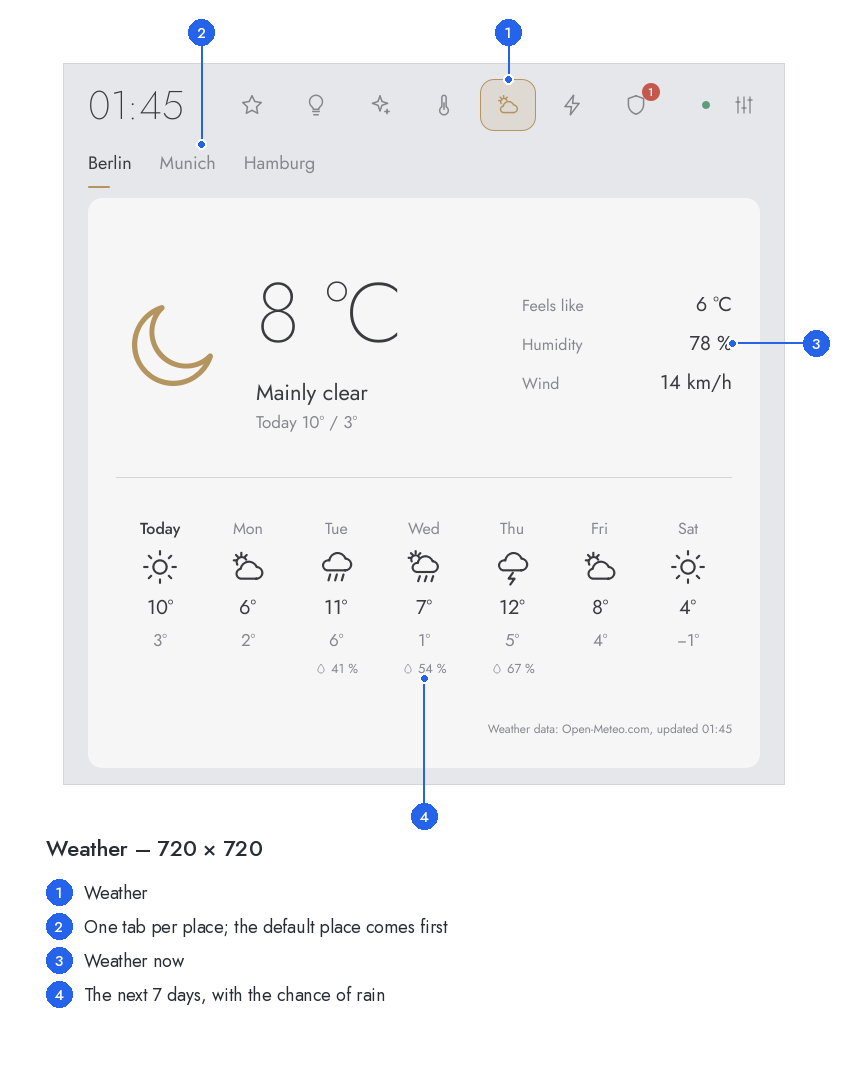 2
1
01:45
1
Berlin Munich Hamburg
8 °C
Mainly clear
Today 10° / 3°
Feels like 6 °C
Humidity 78 %
Wind 14 km/h
3
Today Mon Tue Wed Thu Fri Sat
10° 6° 11° 7° 12° 8° 4°
3° 2° 6° 1° 5° 4° −1°
41 % 54 % 67 %
Weather data: Open-Meteo.com, updated 01:45
4
Weather — 720 × 720
1 Weather
2 One tab per place; the default place comes first
3 Weather now
4 The next 7 days, with the chance of rain